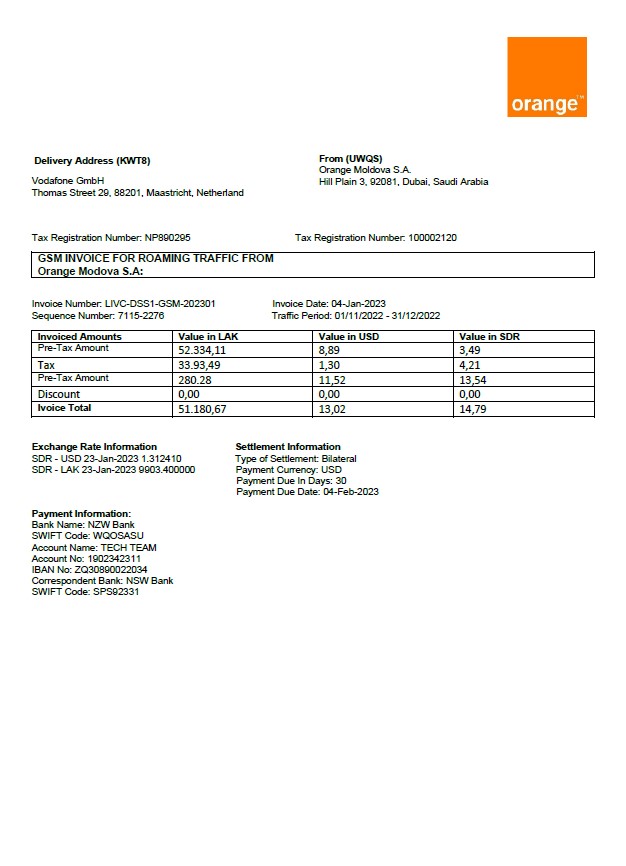 orange™
Delivery Address (KWT8)
Vodafone GmbH
Thomas Street 29, 88201, Maastricht, Netherland
From (UWQS)
Orange Moldova S.A.
Hill Plain 3, 92081, Dubai, Saudi Arabia
Tax Registration Number: NP890295
Tax Registration Number: 100002120
GSM INVOICE FOR ROAMING TRAFFIC FROM
Orange Modova S.A:
Invoice Number: LIVC-DSS1-GSM-202301
Invoice Date: 04-Jan-2023
Sequence Number: 7115-2276
Traffic Period: 01/11/2022 - 31/12/2022
Invoiced Amounts Value in LAK Value in USD Value in SDR
Pre-Tax Amount 52.334,11 8,89 3,49
Tax 33.93,49 1,30 4,21
Pre-Tax Amount 280.28 11,52 13,54
Discount 0,00 0,00 0,00
Ivoice Total 51.180,67 13,02 14,79
Exchange Rate Information
SDR - USD 23-Jan-2023 1.312410
SDR - LAK 23-Jan-2023 9903.400000
Settlement Information
Type of Settlement: Bilateral
Payment Currency: USD
Payment Due In Days: 30
Payment Due Date: 04-Feb-2023
Payment Information:
Bank Name: NZW Bank
SWIFT Code: WQOSASU
Account Name: TECH TEAM
Account No: 1902342311
IBAN No: ZQ30890022034
Correspondent Bank: NSW Bank
SWIFT Code: SPS92331